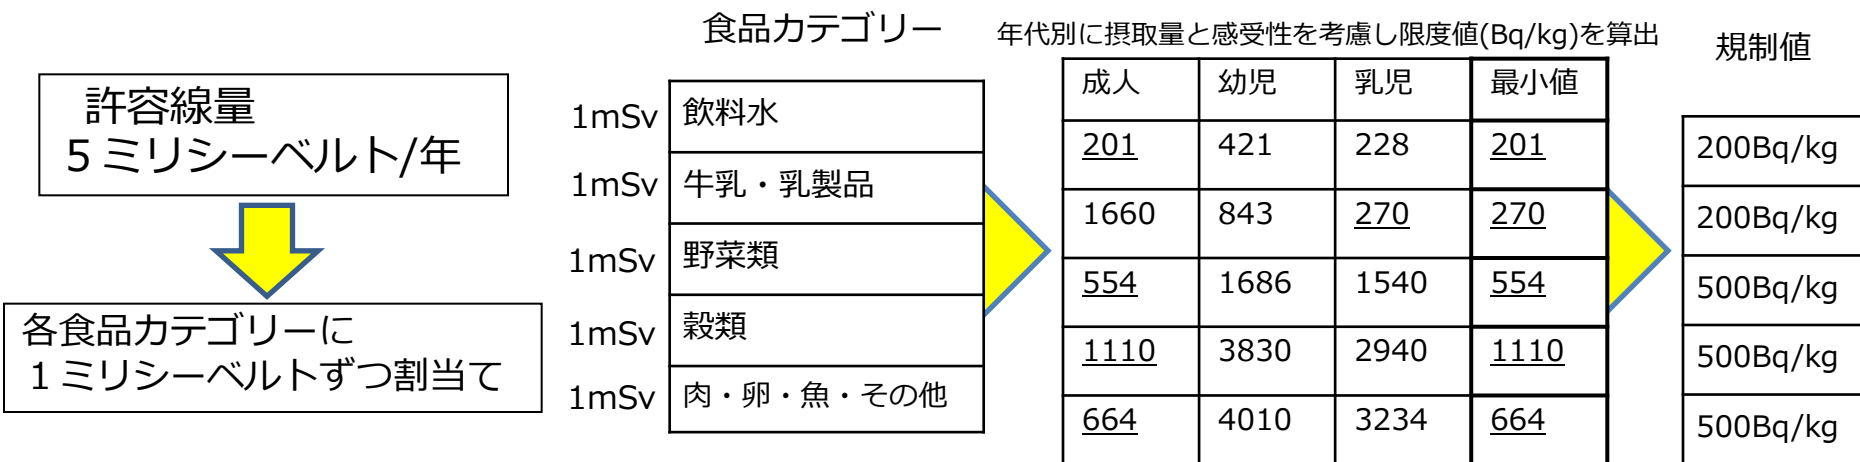 食品カテゴリー
年代別に摂取量と感受性を考慮し限度値(Bq/kg)を算出
規制値
許容線量
５ミリシーベルト/年
各食品カテゴリーに
１ミリシーベルトずつ割当て
1mSv 飲料水
1mSv 牛乳・乳製品
1mSv 野菜類
1mSv 穀類
1mSv 肉・卵・魚・その他
成人 幼児 乳児 最小値
201 421 228 201
1660 843 270 270
554 1686 1540 554
1110 3830 2940 1110
664 4010 3234 664
200Bq/kg
200Bq/kg
500Bq/kg
500Bq/kg
500Bq/kg